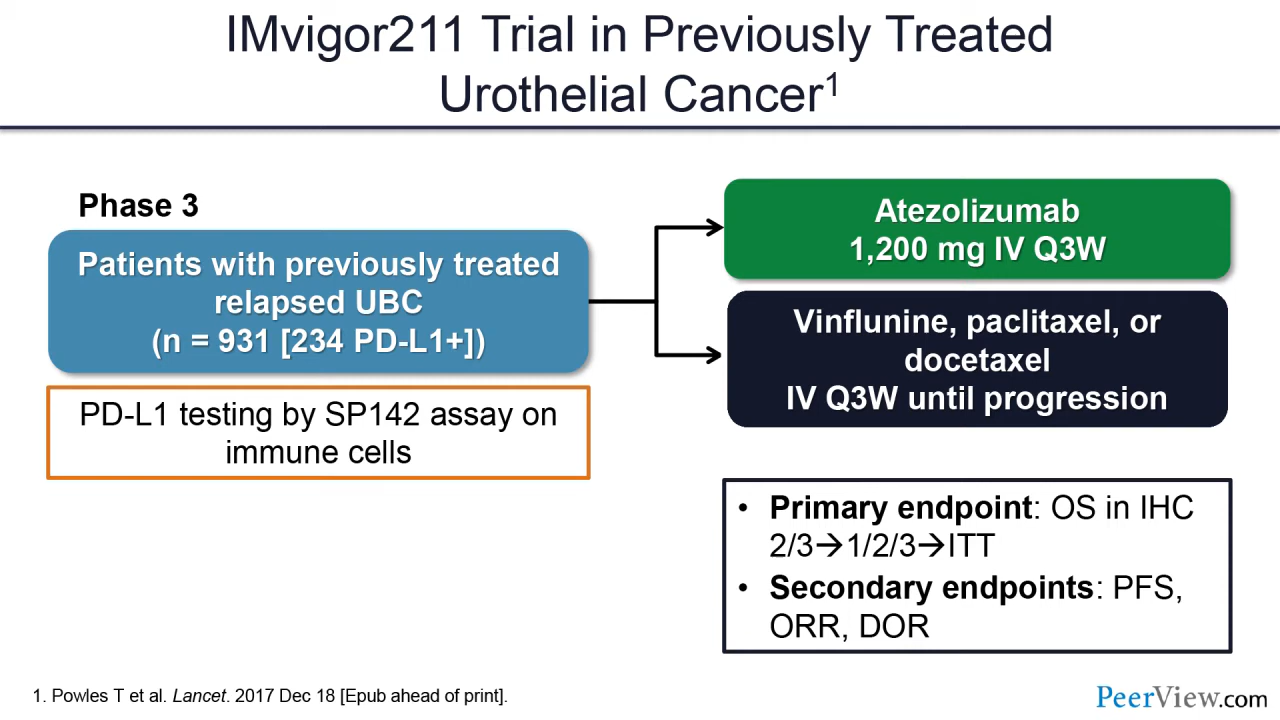 IMvigor211 Trial in Previously Treated
Urothelial Cancer1
Phase 3
Patients with previously treated
relapsed UBC
(n = 931 [234 PD-L1+])
PD-L1 testing by SP142 assay on
immune cells
Atezolizumab
1,200 mg IV Q3W
Vinflunine, paclitaxel, or
docetaxel
IV Q3W until progression
• Primary endpoint: OS in IHC
2/3→1/2/3→ITT
• Secondary endpoints: PFS,
ORR, DOR
1. Powles T et al. Lancet. 2017 Dec 18 [Epub ahead of print].
PeerView.com